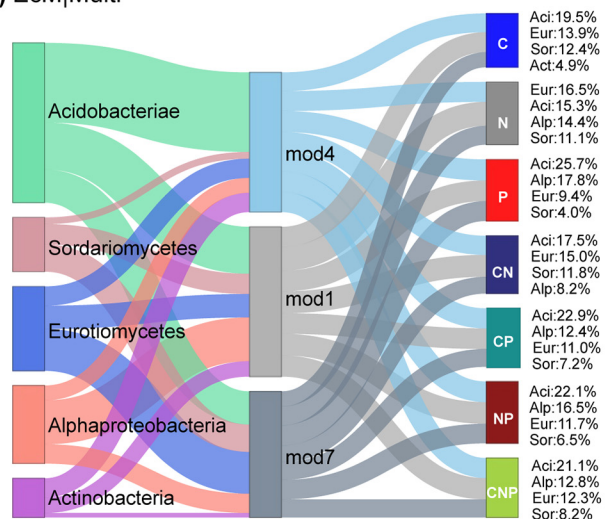 Acidobacteriae
Sordariomycetes
Eurotiomycetes
Alphaproteobacteria
Actinobacteria
mod4
mod1
mod7
C
Aci:19.5%
Eur:13.9%
Sor:12.4%
Act:4.9%
N
Eur:16.5%
Aci:15.3%
Alp:14.4%
Sor:11.1%
P
Aci:25.7%
Alp:17.8%
Eur:9.4%
Sor:4.0%
CN
Aci:17.5%
Eur:15.0%
Sor:11.8%
Alp:8.2%
CP
Aci:22.9%
Alp:12.4%
Eur:11.0%
Sor:7.2%
NP
Aci:22.1%
Alp:16.5%
Eur:11.7%
Sor:6.5%
CNP
Aci:21.1%
Alp:12.8%
Eur:12.3%
Sor:8.2%